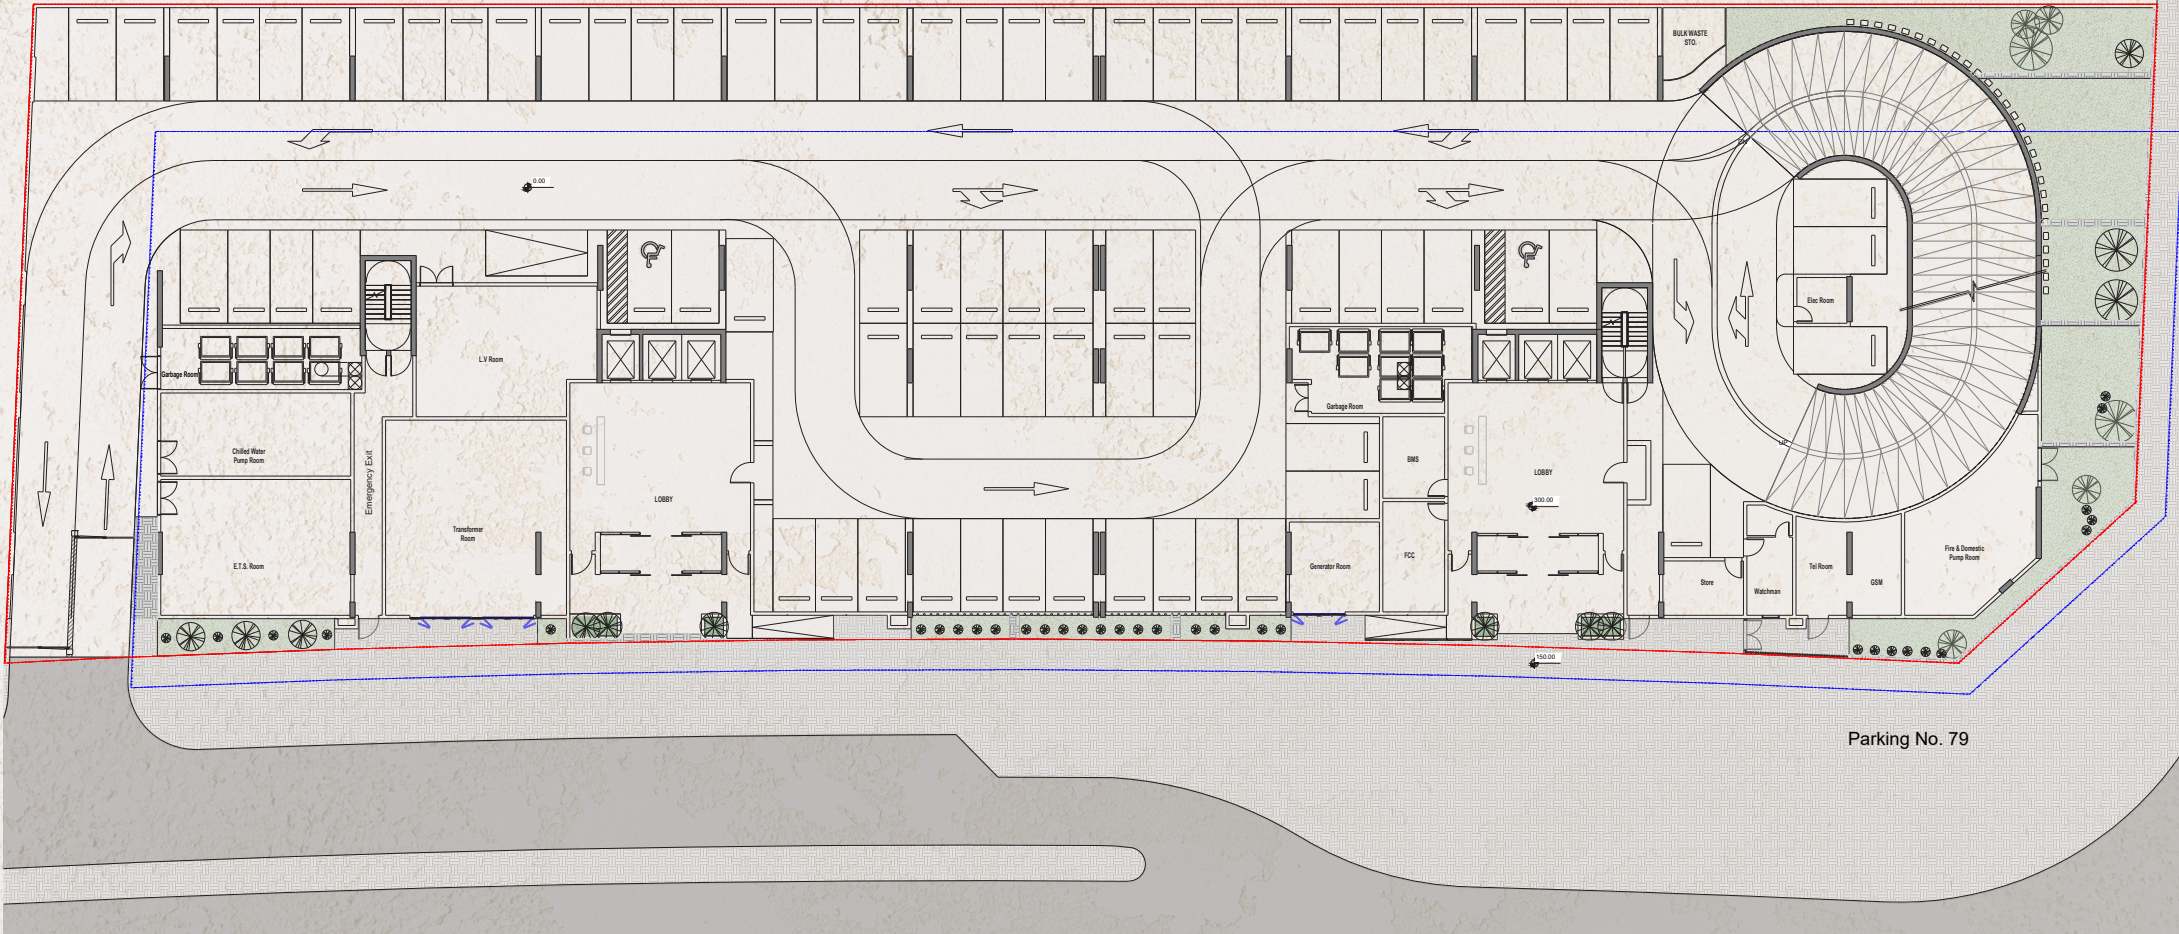 BULK WASTE
STO.
0.00
Elec Room
L.V Room
Garbage Room
Garbage Room
Chilled Water
Pump Room
Emergency Exit
BMS
LOBBY
LOBBY
300.00
Transformer
Room
E.T.S. Room
Generator Room
FCC
Store
Watchman
Tel Room
GSM
Fire & Domestic
Pump Room
UP
150.00
Parking No. 79